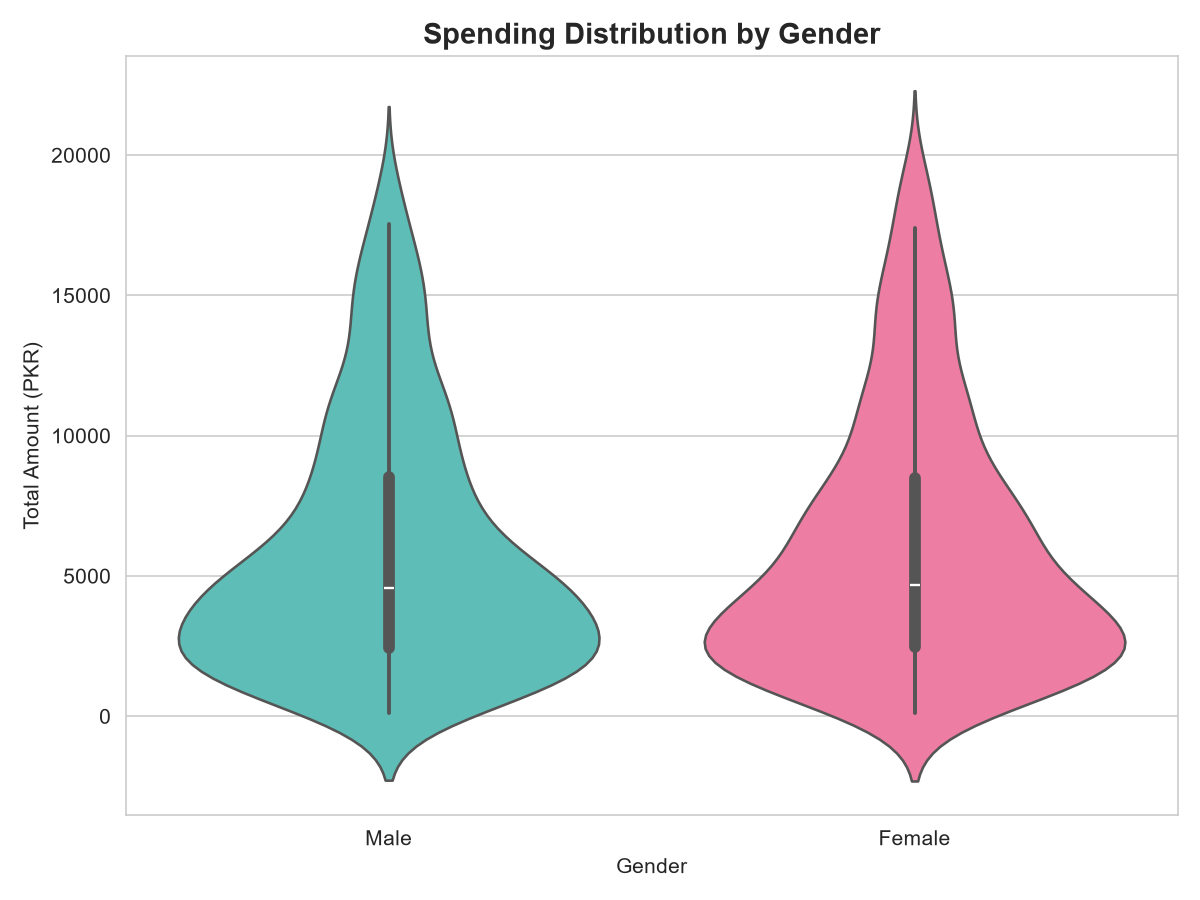 Spending Distribution by Gender
20000
15000
10000
5000
0
Total Amount (PKR)
Male
Female
Gender